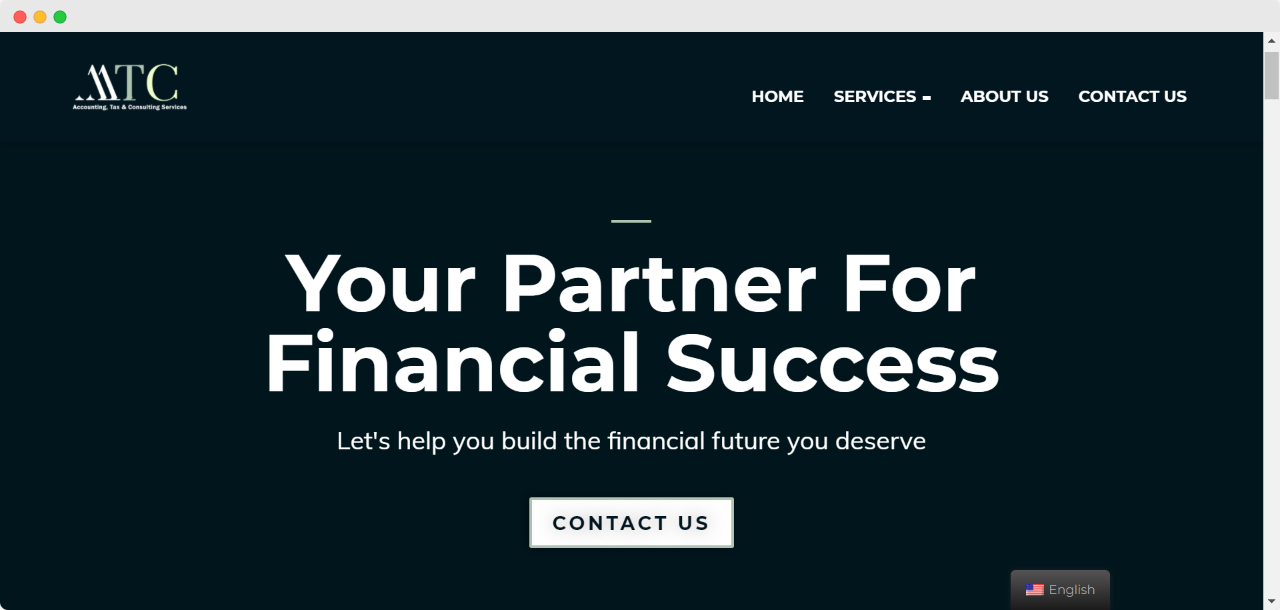 MTC
Accounting, Tax & Consulting Services
HOME SERVICES ABOUT US CONTACT US
Your Partner For
Financial Success
Let's help you build the financial future you deserve
CONTACT US
English